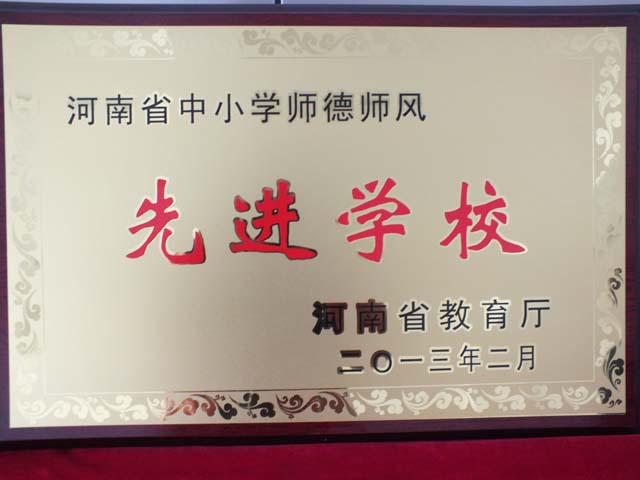 河南省中小学师德师风
先进学校
河南省教育厅
二〇一三年二月